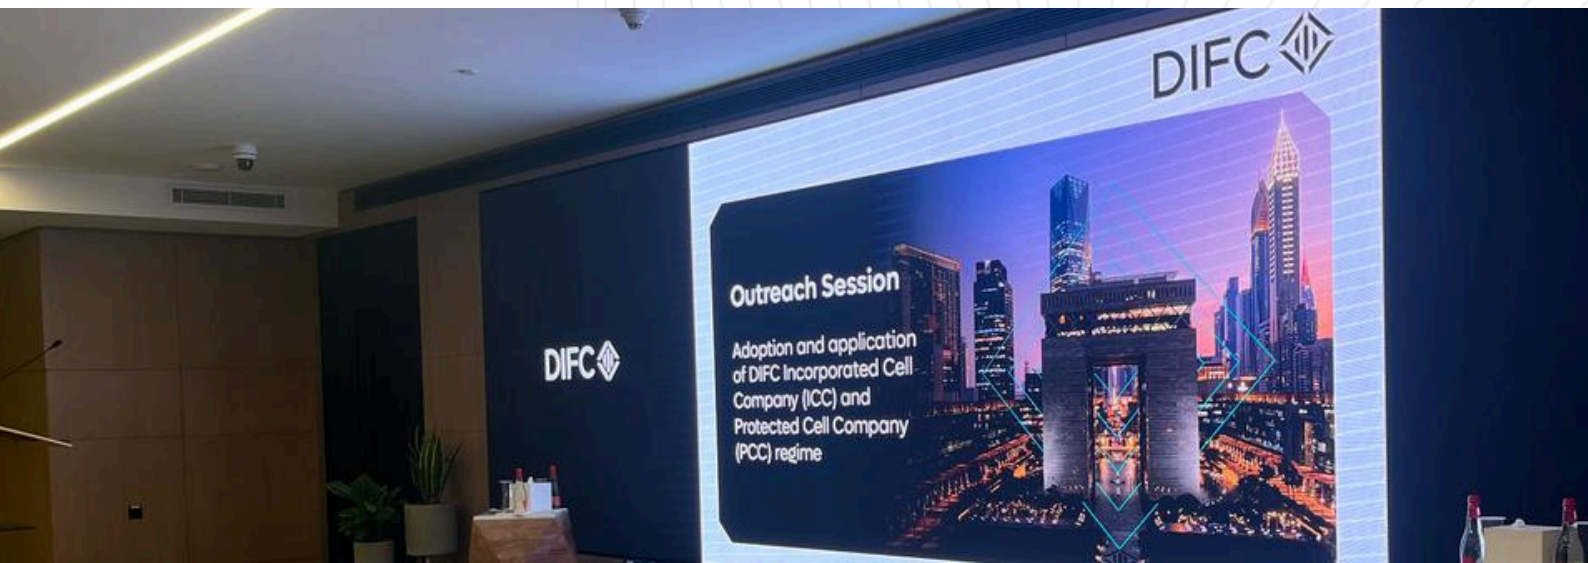 DIFC
DIFC
Outreach Session
Adoption and application
of DIFC Incorporated Cell
Company (ICC) and
Protected Cell Company
(PCC) regime